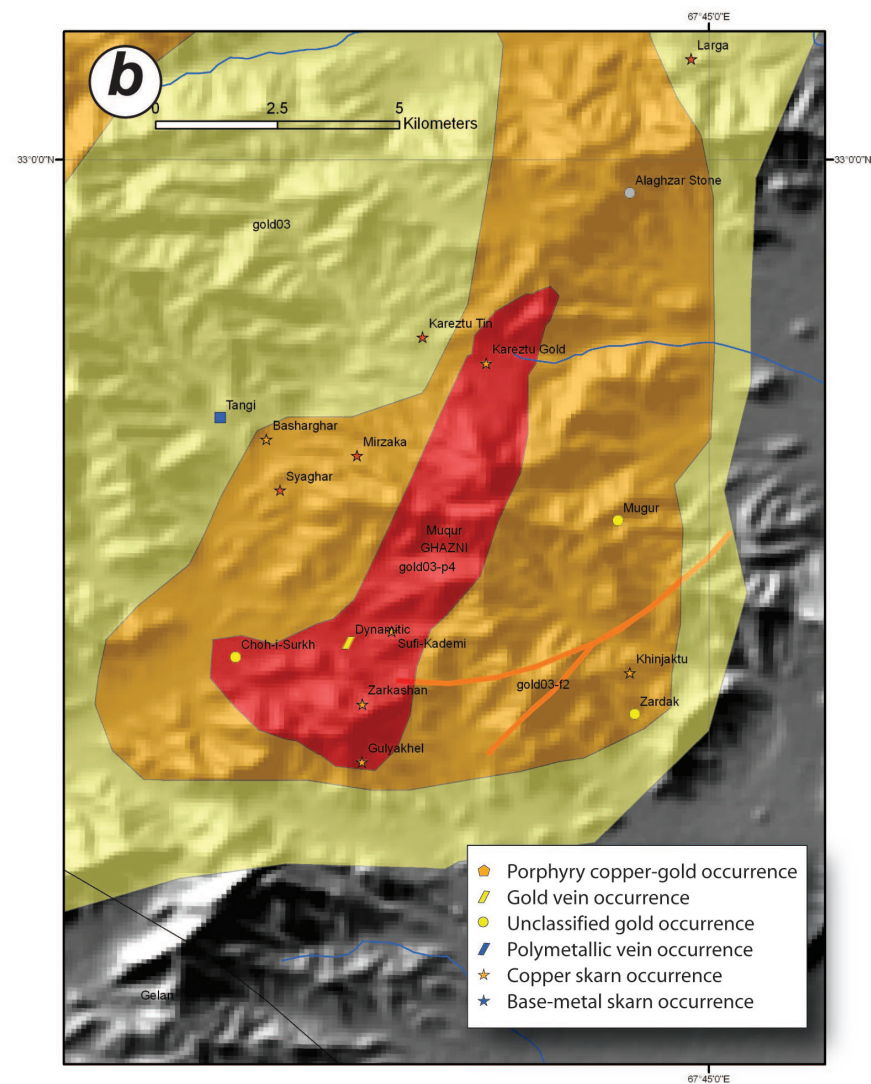 67°45'0"E
b
Larga
0 2.5 5
Kilometers
33°0'0"N
33°0'0"N
Alaghzar Stone
gold03
Kareztu Tin
Kareztu Gold
Tangi
Basharghar
Mirzaka
Syaghar
Mugur
Muqur
GHAZNI
gold03-p4
Dynamitic
Choh-i-Surkh
Sufi-Kademi
Khinjaktu
gold03-f2
Zarkashan
Zardak
Gulyakhel
Porphyry copper-gold occurrence
Gold vein occurrence
Unclassified gold occurrence
Polymetallic vein occurrence
Copper skarn occurrence
Base-metal skarn occurrence
Gelan
67°45'0"E